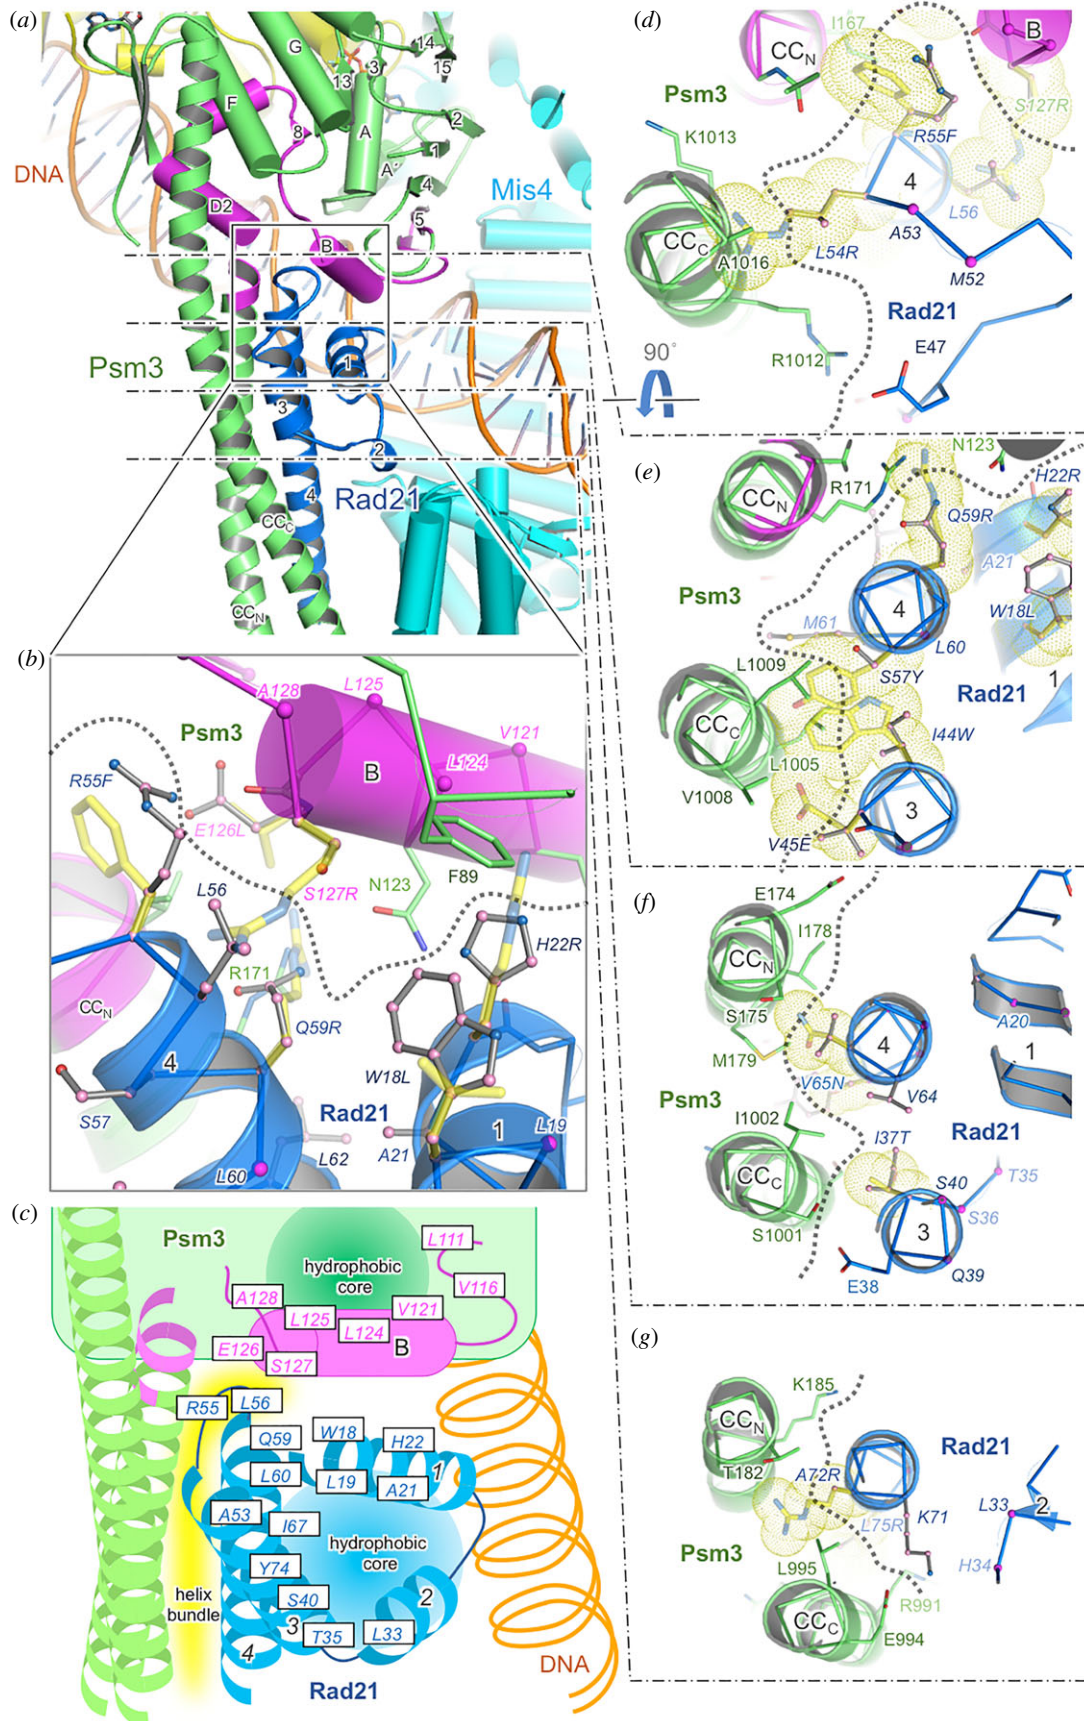 (a)
G
14
15
13
3
F
8
A
2
1
A'
DNA
4
Mis4
D2
5
B
Psm3
1
3
2
Rad21
4
CCC
CCN
(b)
A128
L125
Psm3
V121
R55F
B
L124
E126L
F89
S127R
N123
L56
H22R
R171
CCN
Q59R
4
W18L
Rad21
S57
1
L19
A21
L62
L60
(c)
Psm3
L111
hydrophobic
core
A128
V116
V121
L125
L124
B
E126
S127
R55
L56
W18
Q59
H22
1
L60
L19
A21
A53
I67
hydrophobic
core
Y74
helix
bundle
S40
2
3
T35
L33
4
DNA
Rad21
(d)
I167
B
CCN
Psm3
S127R
K1013
R55F
4
L56
A53
CCC
A1016
L54R
M52
Rad21
90°
E47
R1012
(e)
N123
R171
H22R
CCN
Q59R
A21
Psm3
4
W18L
M61
L60
L1009
S57Y
1
Rad21
CCC
I44W
L1005
V1008
3
V45E
(f)
E174
I178
CCN
S175
A20
4
1
M179
V65N
V64
Psm3
I1002
I37T
Rad21
T35
S40
CCC
S36
S1001
3
E38
Q39
(g)
K185
CCN
Rad21
T182
A72R
L33
2
L75R
K71
Psm3
L995
H34
R991
CCC
E994